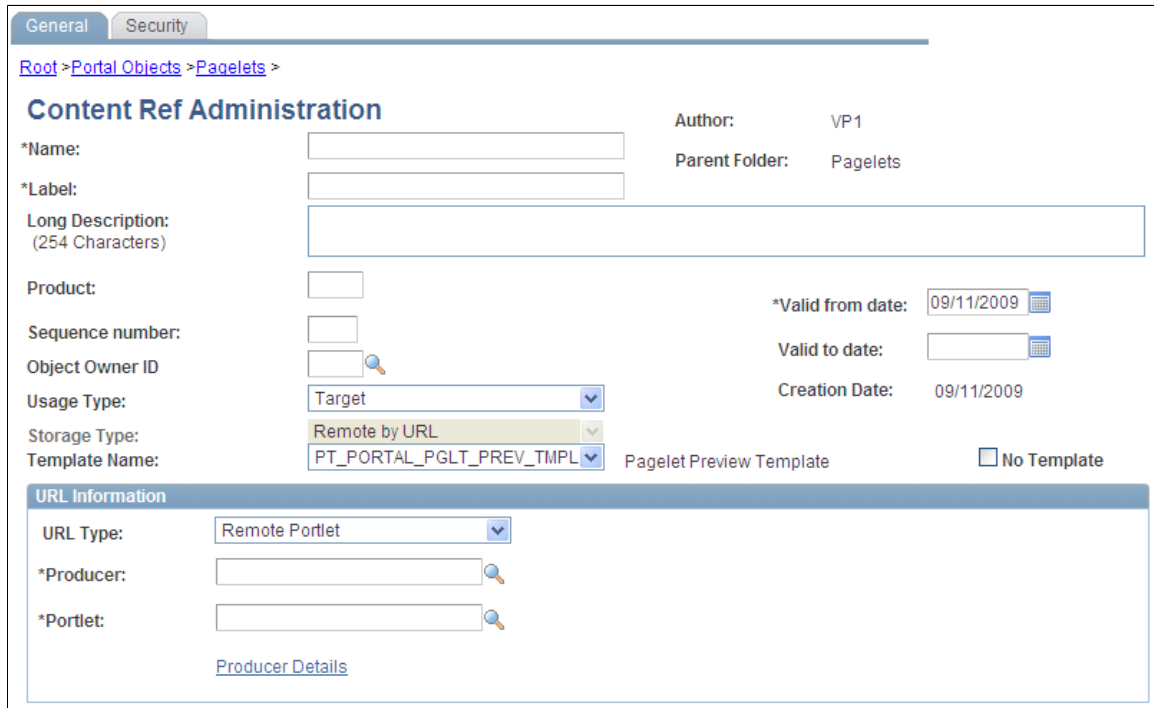 General Security
Root >Portal Objects >Pagelets >
Content Ref Administration
Author: VP1
*Name:
Parent Folder: Pagelets
*Label:
Long Description:
(254 Characters)
Product:
*Valid from date: 09/11/2009
Sequence number:
Valid to date:
Object Owner ID
Creation Date: 09/11/2009
Usage Type: Target
Storage Type: Remote by URL
Template Name: PT_PORTAL_PGLT_PREV_TMPL Pagelet Preview Template No Template
URL Information
URL Type: Remote Portlet
*Producer:
*Portlet:
Producer Details